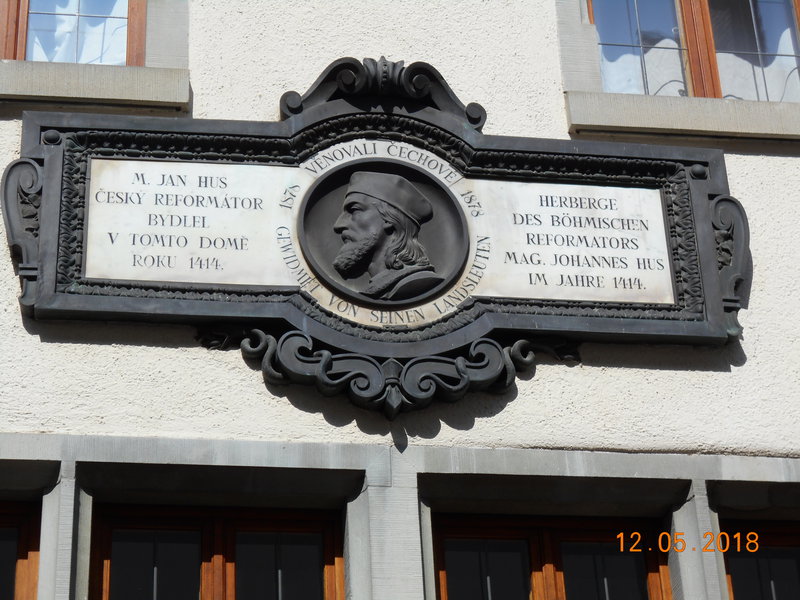 M. JAN HUS
ČESKÝ REFORMÁTOR
BYDLEL
V TOMTO DOMĚ
ROKU 1414.
VĚNOVALI ČECHOVÉ
1878 1878
GEWIDMET VON SEINEN LANDSLEUTEN
HERBERGE
DES BÖHMISCHEN
REFORMATORS
MAG. JOHANNES HUS
IM JAHRE 1414.
12.05.2018